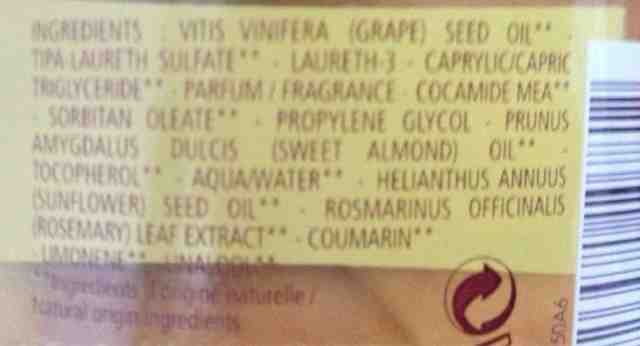 INGREDIENTS : VITIS VINIFERA (GRAPE) SEED OIL** -
TIPA-LAURETH SULFATE** - LAURETH-3 - CAPRYLIC/CAPRIC
TRIGLYCERIDE** - PARFUM / FRAGRANCE - COCAMIDE MEA**
- SORBITAN OLEATE** - PROPYLENE GLYCOL - PRUNUS
AMYGDALUS DULCIS (SWEET ALMOND) OIL** -
TOCOPHEROL** - AQUA/WATER** - HELIANTHUS ANNUUS
(SUNFLOWER) SEED OIL** - ROSMARINUS OFFICINALIS
(ROSEMARY) LEAF EXTRACT** - COUMARIN**
- LIMONENE** - LINALOOL**
**Ingrédients d'origine naturelle /
Natural origin ingredients
50A6